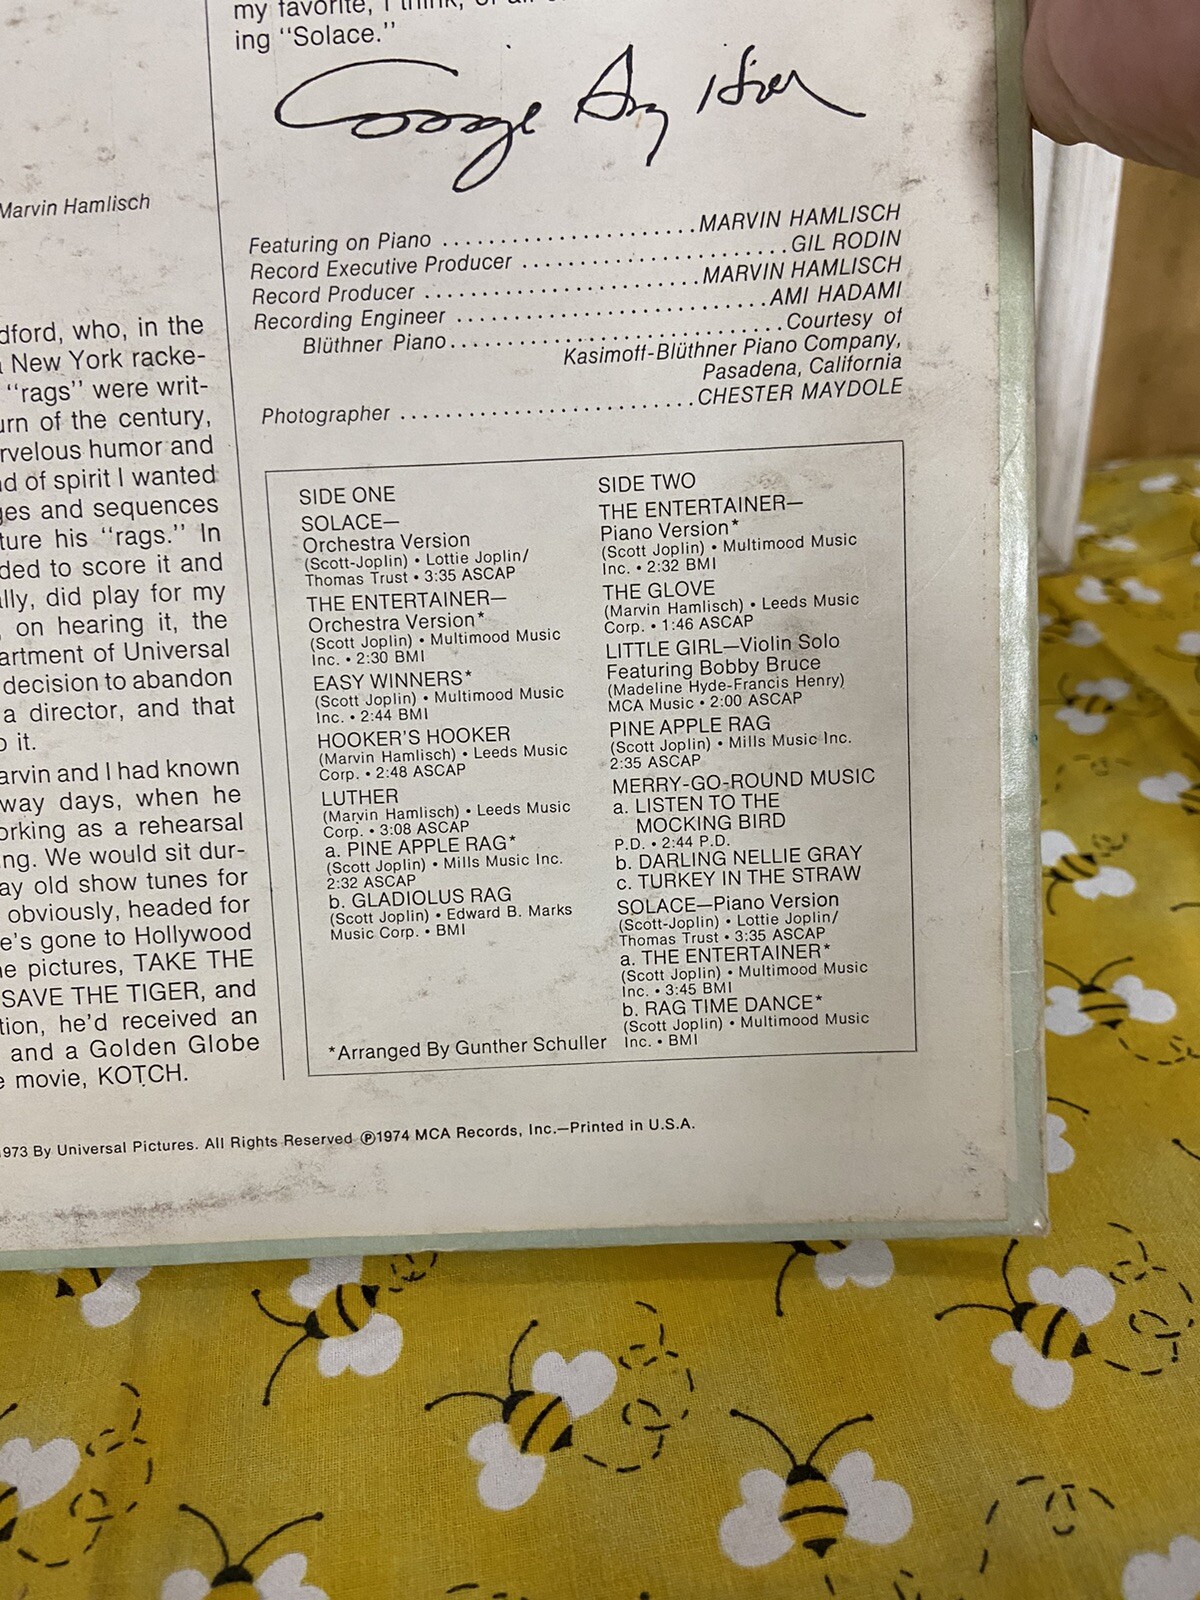 my favorite, I think, of all
ing "Solace."
George Roy Hill
Marvin Hamlisch
dford, who, in the
New York racke-
"rags" were writ-
urn of the century,
rvelous humor and
d of spirit I wanted
ges and sequences
ture his "rags." In
ded to score it and
ally, did play for my
on hearing it, the
artment of Universal
decision to abandon
a director, and that
o it.
arvin and I had known
way days, when he
orking as a rehearsal
ng. We would sit dur-
ay old show tunes for
obviously, headed for
e's gone to Hollywood
e pictures, TAKE THE
SAVE THE TIGER, and
tion, he'd received an
and a Golden Globe
e movie, KOTCH.
Featuring on Piano ...................... MARVIN HAMLISCH
Record Executive Producer ....................... GIL RODIN
Record Producer ........................ MARVIN HAMLISCH
Recording Engineer ...................... AMI HADAMI
Blüthner Piano ............................. Courtesy of
Kasimoff-Blüthner Piano Company,
Pasadena, California
Photographer .......................... CHESTER MAYDOLE
SIDE ONE
SOLACE—
Orchestra Version
(Scott-Joplin) • Lottie Joplin/
Thomas Trust • 3:35 ASCAP
THE ENTERTAINER—
Orchestra Version*
(Scott Joplin) • Multimood Music
Inc. • 2:30 BMI
EASY WINNERS*
(Scott Joplin) • Multimood Music
Inc. • 2:44 BMI
HOOKER'S HOOKER
(Marvin Hamlisch) • Leeds Music
Corp. • 2:48 ASCAP
LUTHER
(Marvin Hamlisch) • Leeds Music
Corp. • 3:08 ASCAP
a. PINE APPLE RAG*
(Scott Joplin) • Mills Music Inc.
2:32 ASCAP
b. GLADIOLUS RAG
(Scott Joplin) • Edward B. Marks
Music Corp. • BMI
SIDE TWO
THE ENTERTAINER—
Piano Version*
(Scott Joplin) • Multimood Music
Inc. • 2:32 BMI
THE GLOVE
(Marvin Hamlisch) • Leeds Music
Corp. • 1:46 ASCAP
LITTLE GIRL—Violin Solo
Featuring Bobby Bruce
(Madeline Hyde-Francis Henry)
MCA Music • 2:00 ASCAP
PINE APPLE RAG
(Scott Joplin) • Mills Music Inc.
2:35 ASCAP
MERRY-GO-ROUND MUSIC
a. LISTEN TO THE
MOCKING BIRD
P.D. • 2:44 P.D.
b. DARLING NELLIE GRAY
c. TURKEY IN THE STRAW
SOLACE—Piano Version
(Scott-Joplin) • Lottie Joplin/
Thomas Trust • 3:35 ASCAP
a. THE ENTERTAINER*
(Scott Joplin) • Multimood Music
Inc. • 3:45 BMI
b. RAG TIME DANCE*
(Scott Joplin) • Multimood Music
Inc. • BMI
*Arranged By Gunther Schuller
1973 By Universal Pictures. All Rights Reserved ℗1974 MCA Records, Inc.—Printed in U.S.A.